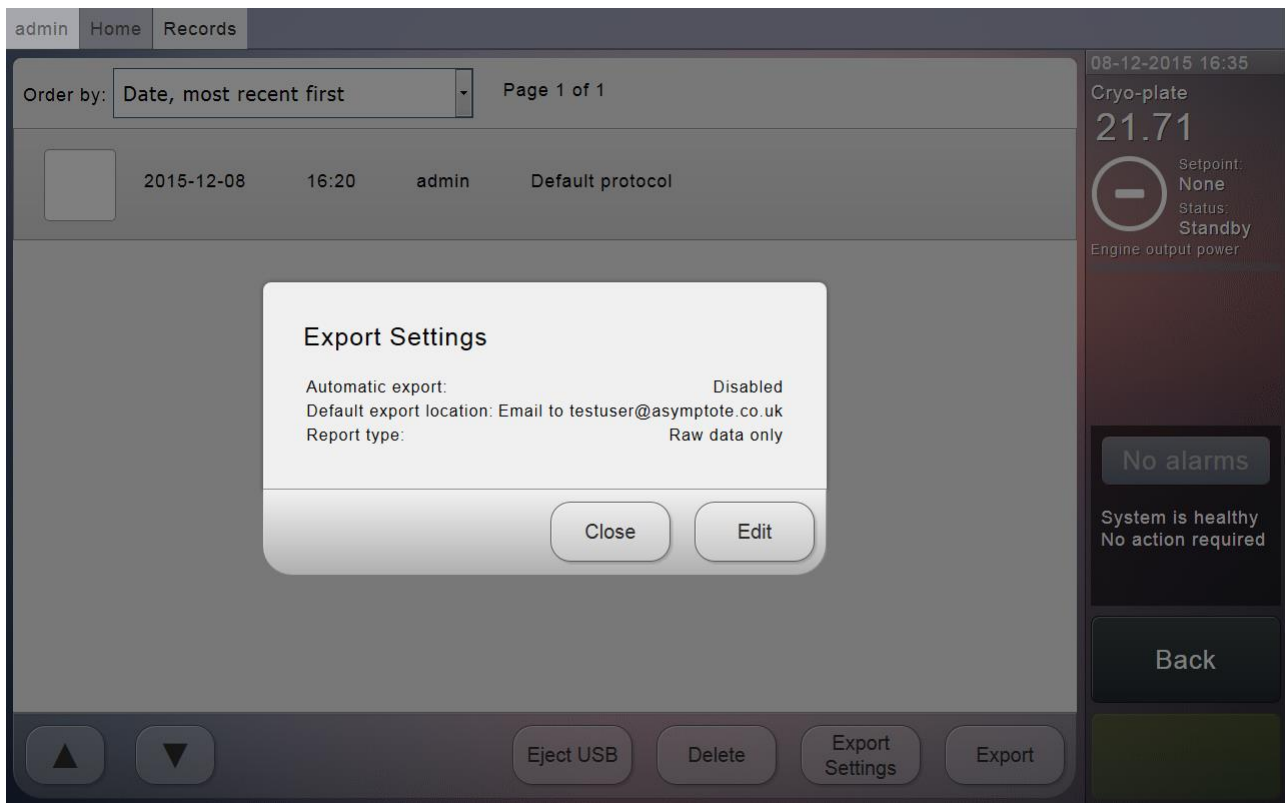 admin Home Records
Order by: Date, most recent first Page 1 of 1
2015-12-08 16:20 admin Default protocol
Export Settings
Automatic export: Disabled
Default export location: Email to testuser@asymptote.co.uk
Report type: Raw data only
Close Edit
Eject USB Delete Export Settings Export
08-12-2015 16:35
Cryo-plate
21.71
Setpoint:
None
Status:
Standby
Engine output power
No alarms
System is healthy
No action required
Back